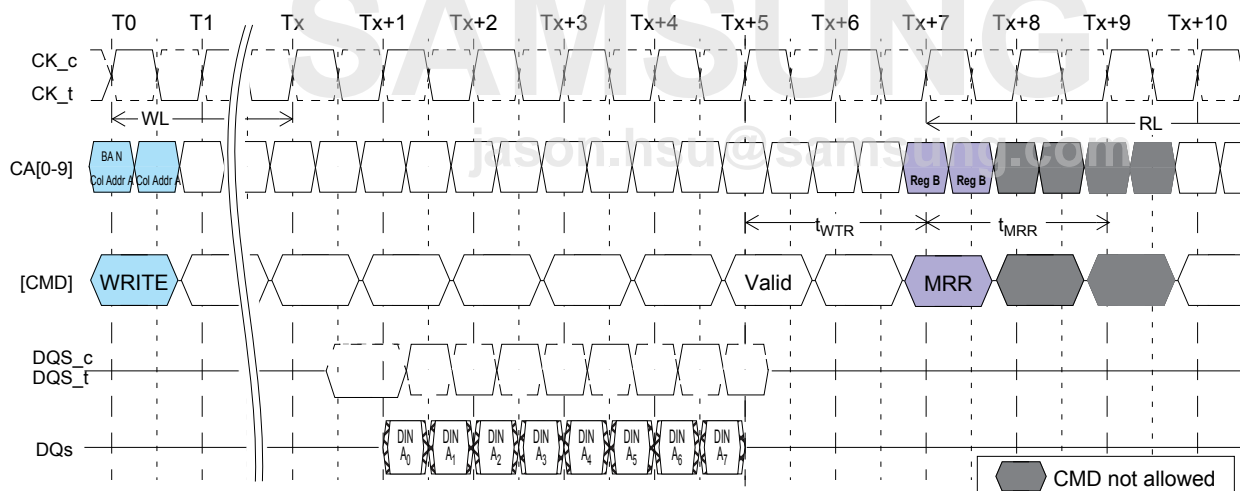 SAMSUNG
jason.hsu@samsung.com
T0 T1 Tx Tx+1 Tx+2 Tx+3 Tx+4 Tx+5 Tx+6 Tx+7 Tx+8 Tx+9 Tx+10
CK_c
CK_t
WL RL
CA[0-9]
BA N
Col Addr A Col Addr A Reg B Reg B
tWTR tMRR
[CMD] WRITE Valid MRR
DQS_c
DQS_t
DQs
DIN A0 DIN A1 DIN A2 DIN A3 DIN A4 DIN A5 DIN A6 DIN A7
CMD not allowed